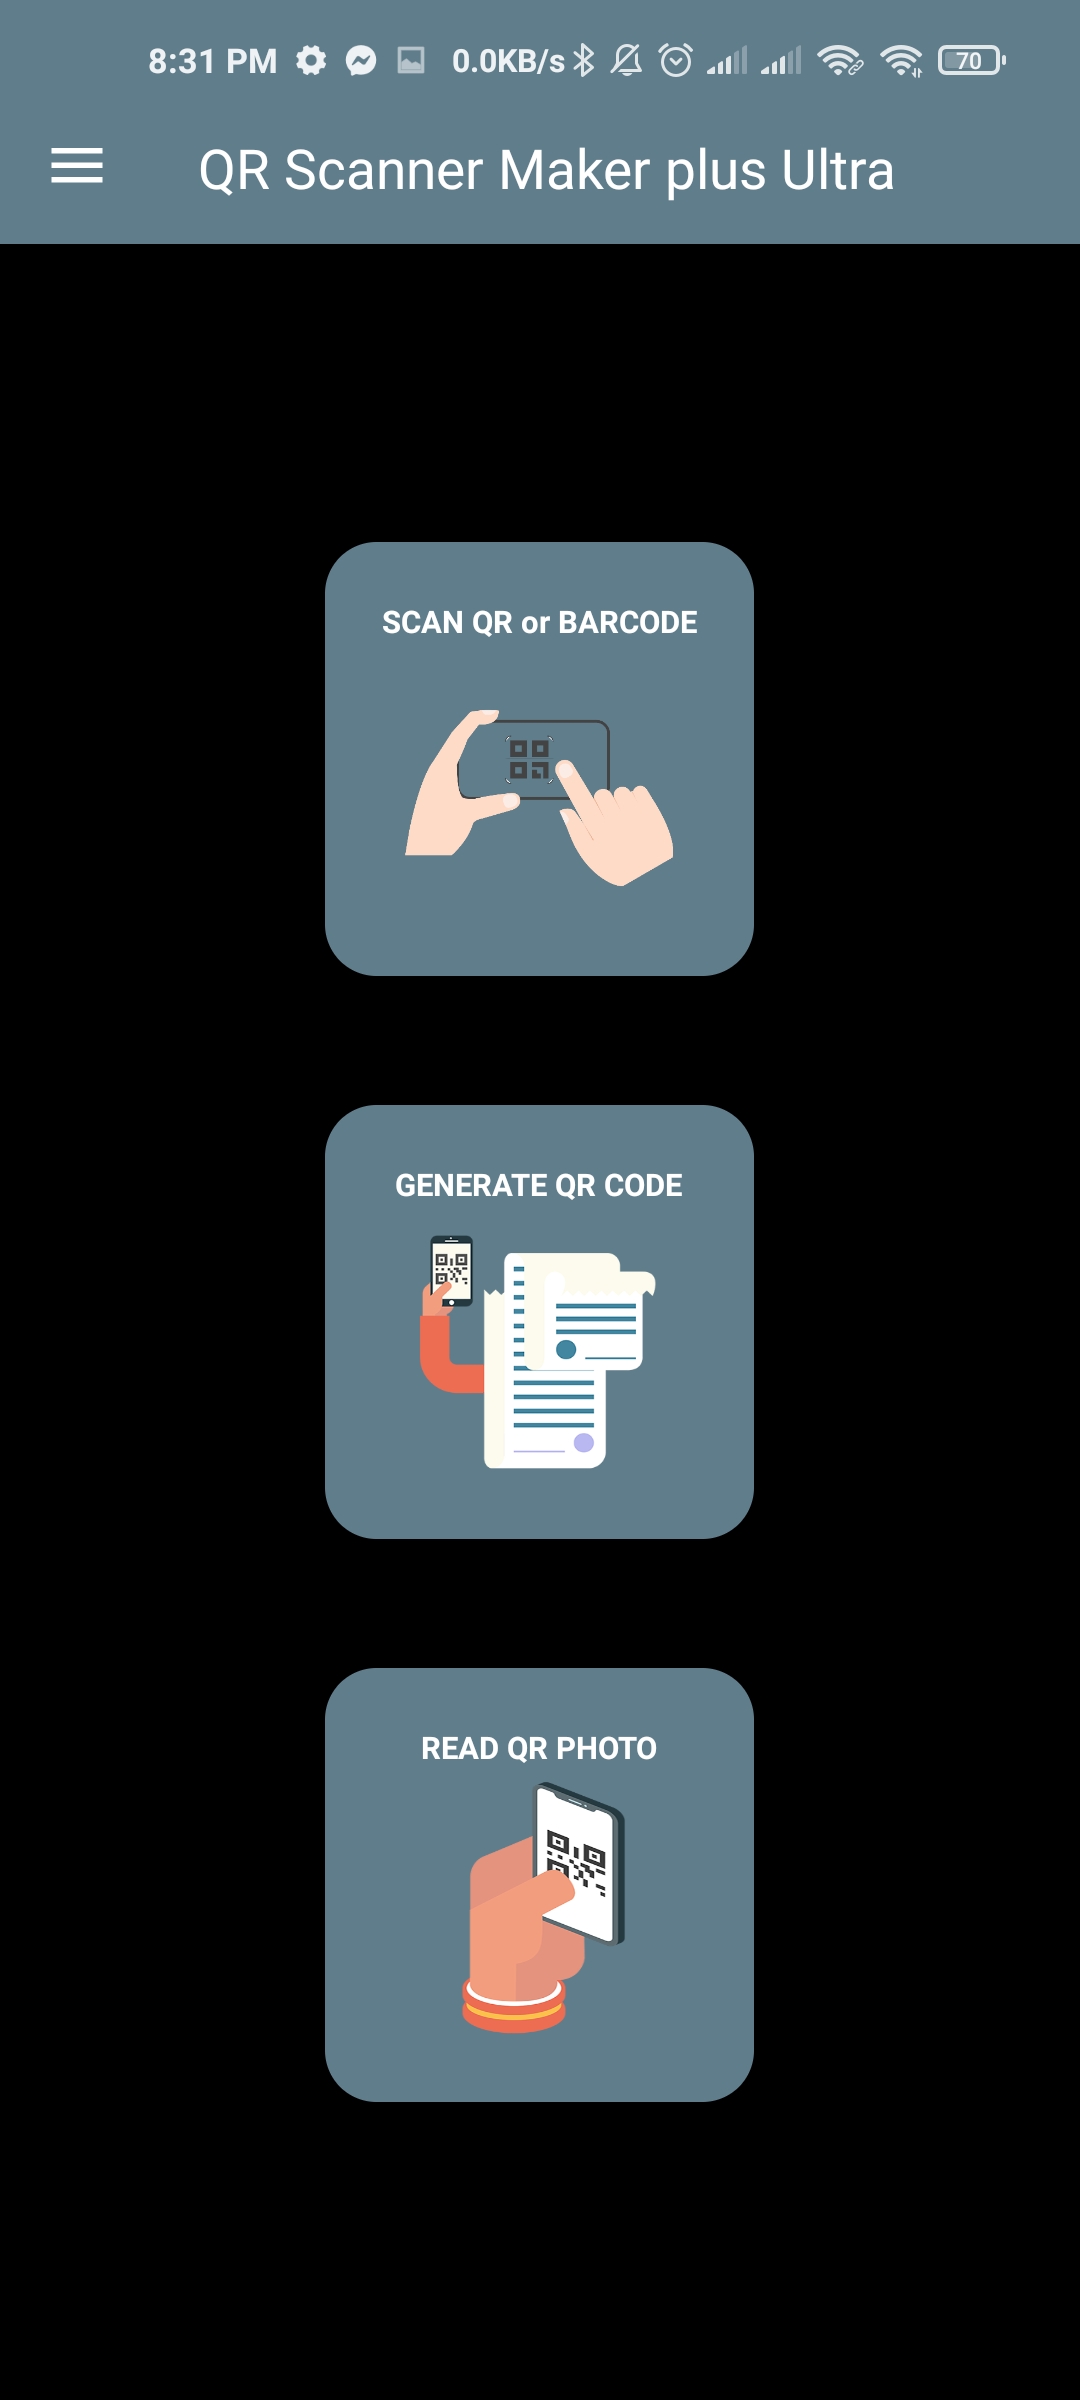 8:31 PM 0.0KB/s 70
QR Scanner Maker plus Ultra
SCAN QR or BARCODE
GENERATE QR CODE
READ QR PHOTO